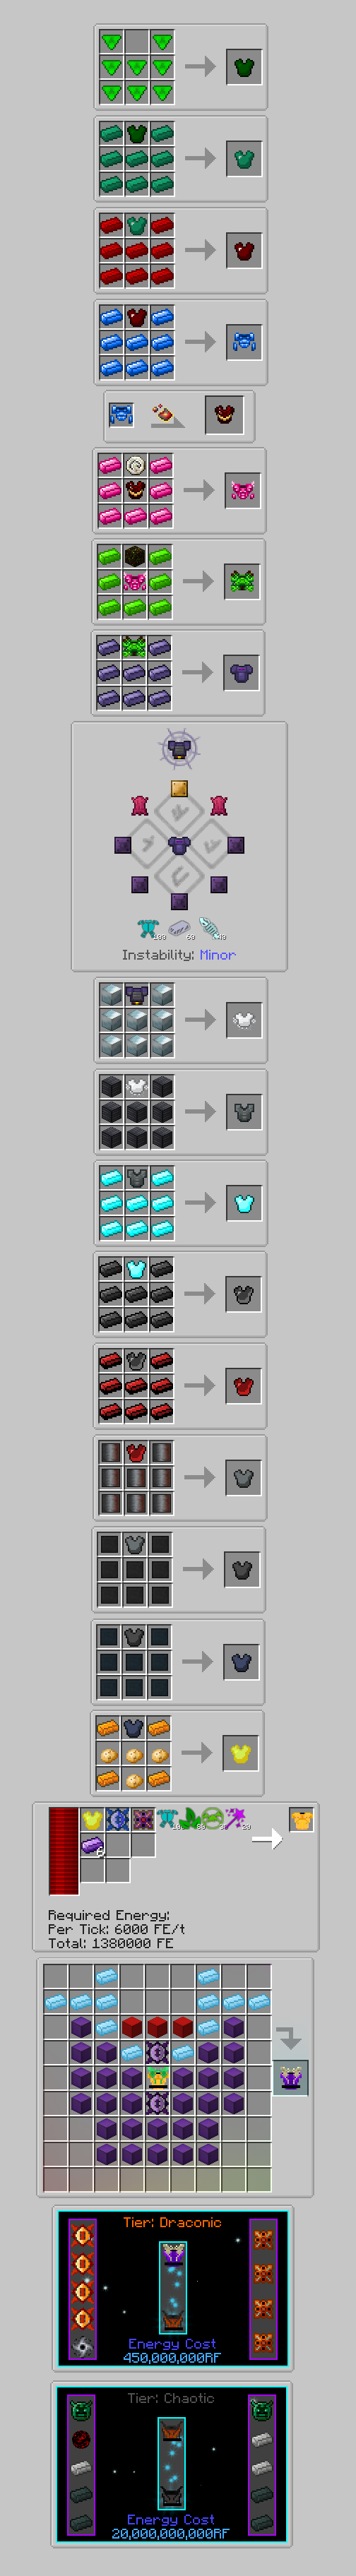 Instability: Minor
Required Energy:
Per Tick: 6000 FE/t
Total: 1380000 FE
Tier: Draconic
Energy Cost
450,000,000RF
Tier: Chaotic
Energy Cost
20,000,000,000RF